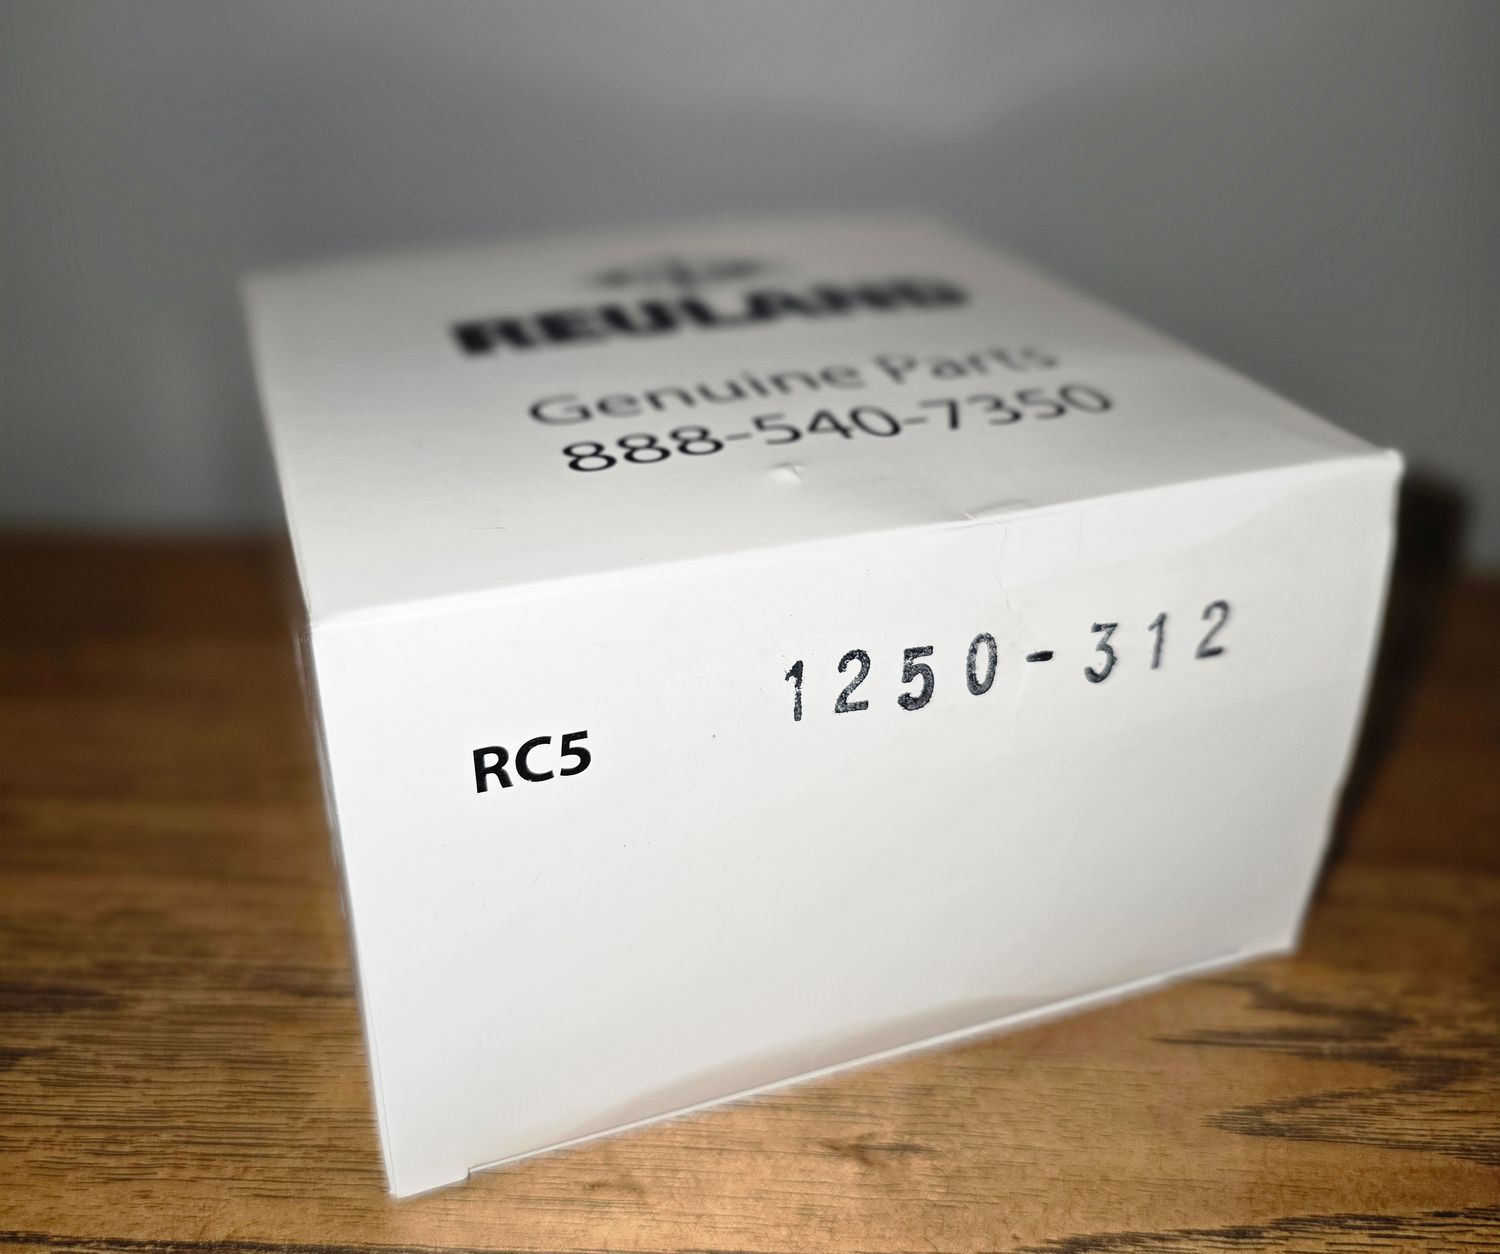 REULAND
Genuine Parts
888-540-7350
1250-312
RC5